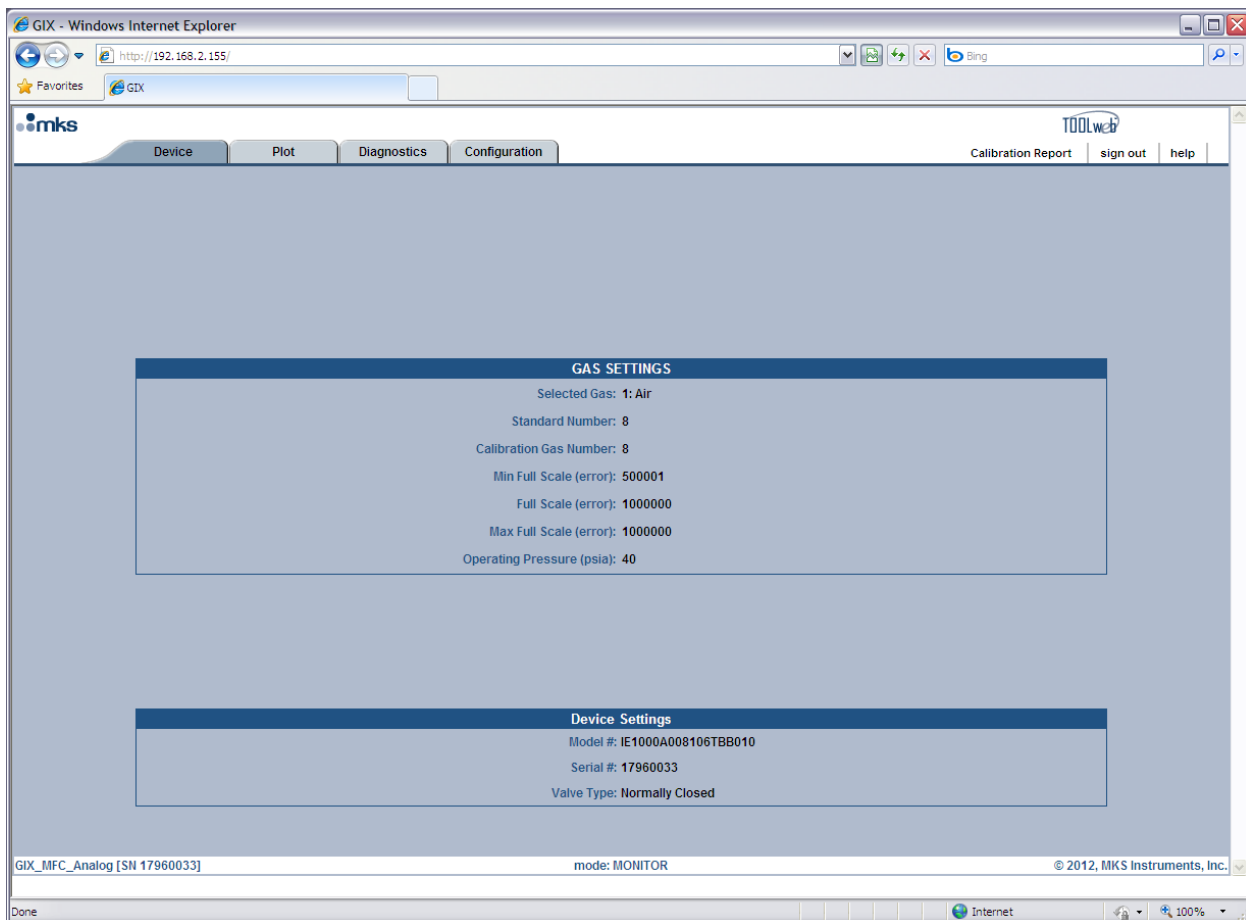 GIX - Windows Internet Explorer
http://192.168.2.155/
Bing
Favorites
GIX
mks
TOOLweb
Device Plot Diagnostics Configuration
Calibration Report sign out help
GAS SETTINGS
Selected Gas: 1: Air
Standard Number: 8
Calibration Gas Number: 8
Min Full Scale (error): 500001
Full Scale (error): 1000000
Max Full Scale (error): 1000000
Operating Pressure (psia): 40
Device Settings
Model #: IE1000A008106TBB010
Serial #: 17960033
Valve Type: Normally Closed
GIX_MFC_Analog [SN 17960033] mode: MONITOR © 2012, MKS Instruments, Inc.
Done Internet 100%